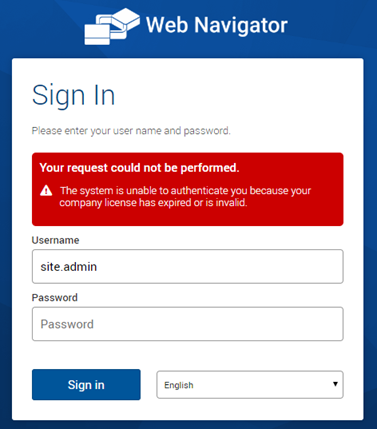 Web Navigator
Sign In
Please enter your user name and password.
Your request could not be performed.
The system is unable to authenticate you because your
company license has expired or is invalid.
Username
site.admin
Password
Password
Sign in
English